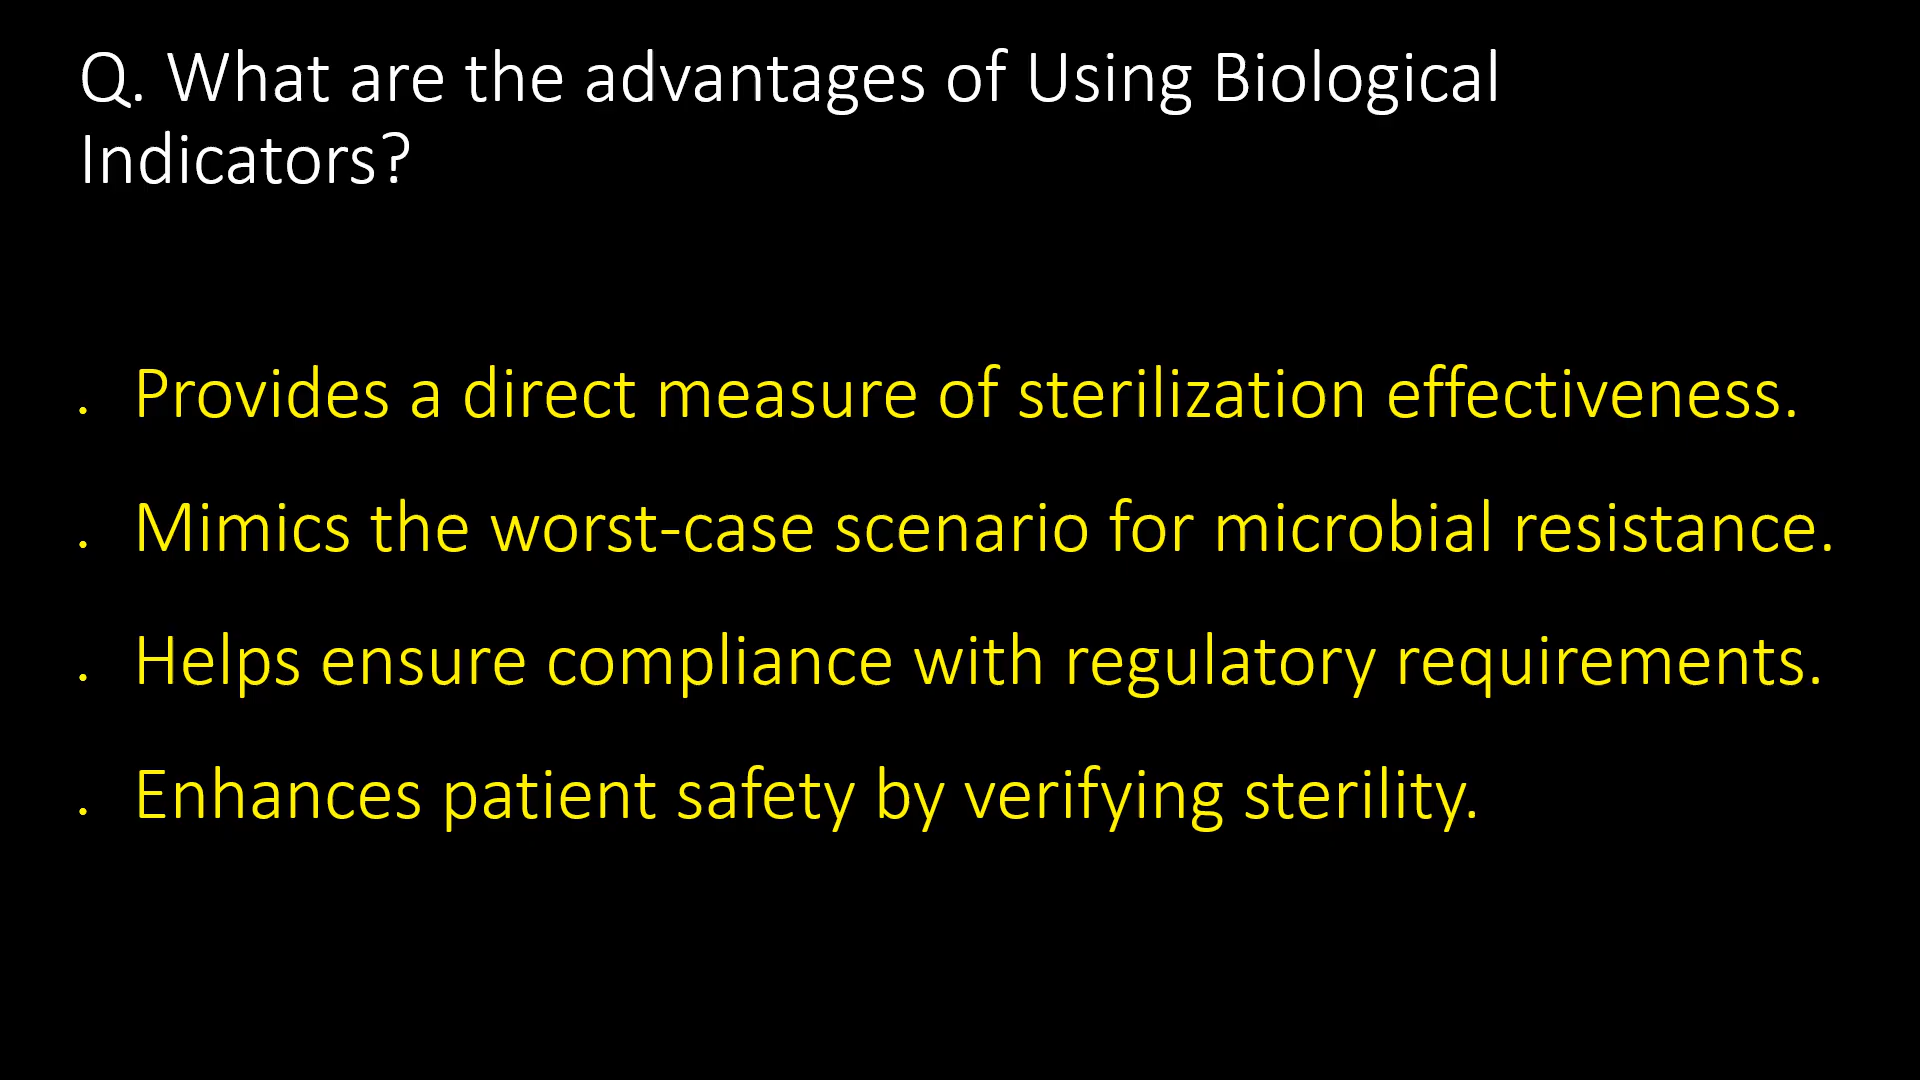 Q. What are the advantages of Using Biological
Indicators?
• Provides a direct measure of sterilization effectiveness.
• Mimics the worst-case scenario for microbial resistance.
• Helps ensure compliance with regulatory requirements.
• Enhances patient safety by verifying sterility.